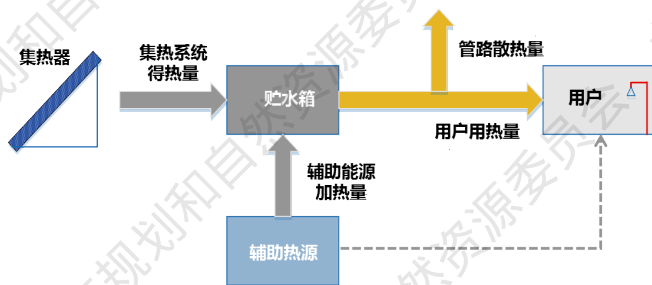 集热器
集热系统
得热量
管路散热量
贮水箱
用户
用户用热量
辅助能源
加热量
辅助热源
规划和自然资源委员会